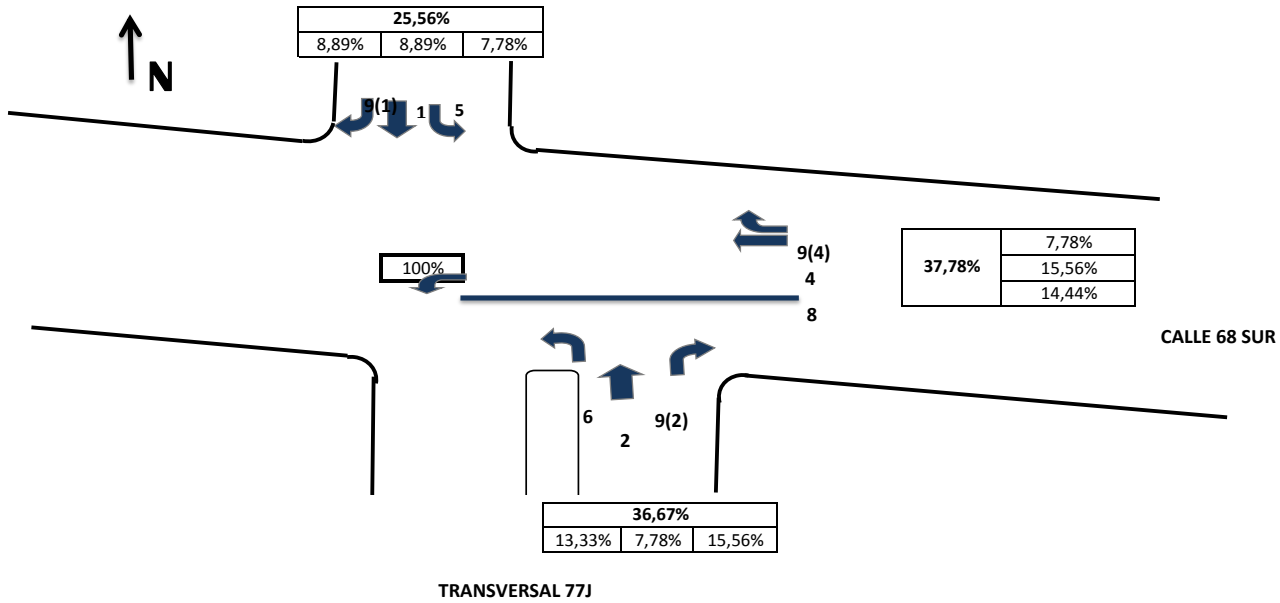 25,56%
8,89% 8,89% 7,78%
N
9(1) 1 5
9(4)
4
8
7,78%
37,78% 15,56%
14,44%
100%
CALLE 68 SUR
6 9(2)
2
36,67%
13,33% 7,78% 15,56%
TRANSVERSAL 77J